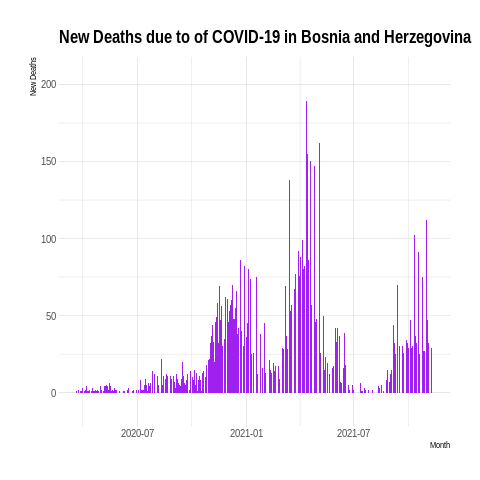 New Deaths due to of COVID-19 in Bosnia and Herzegovina
New Deaths
200
150
100
50
0
2020-07
2021-01
2021-07
Month